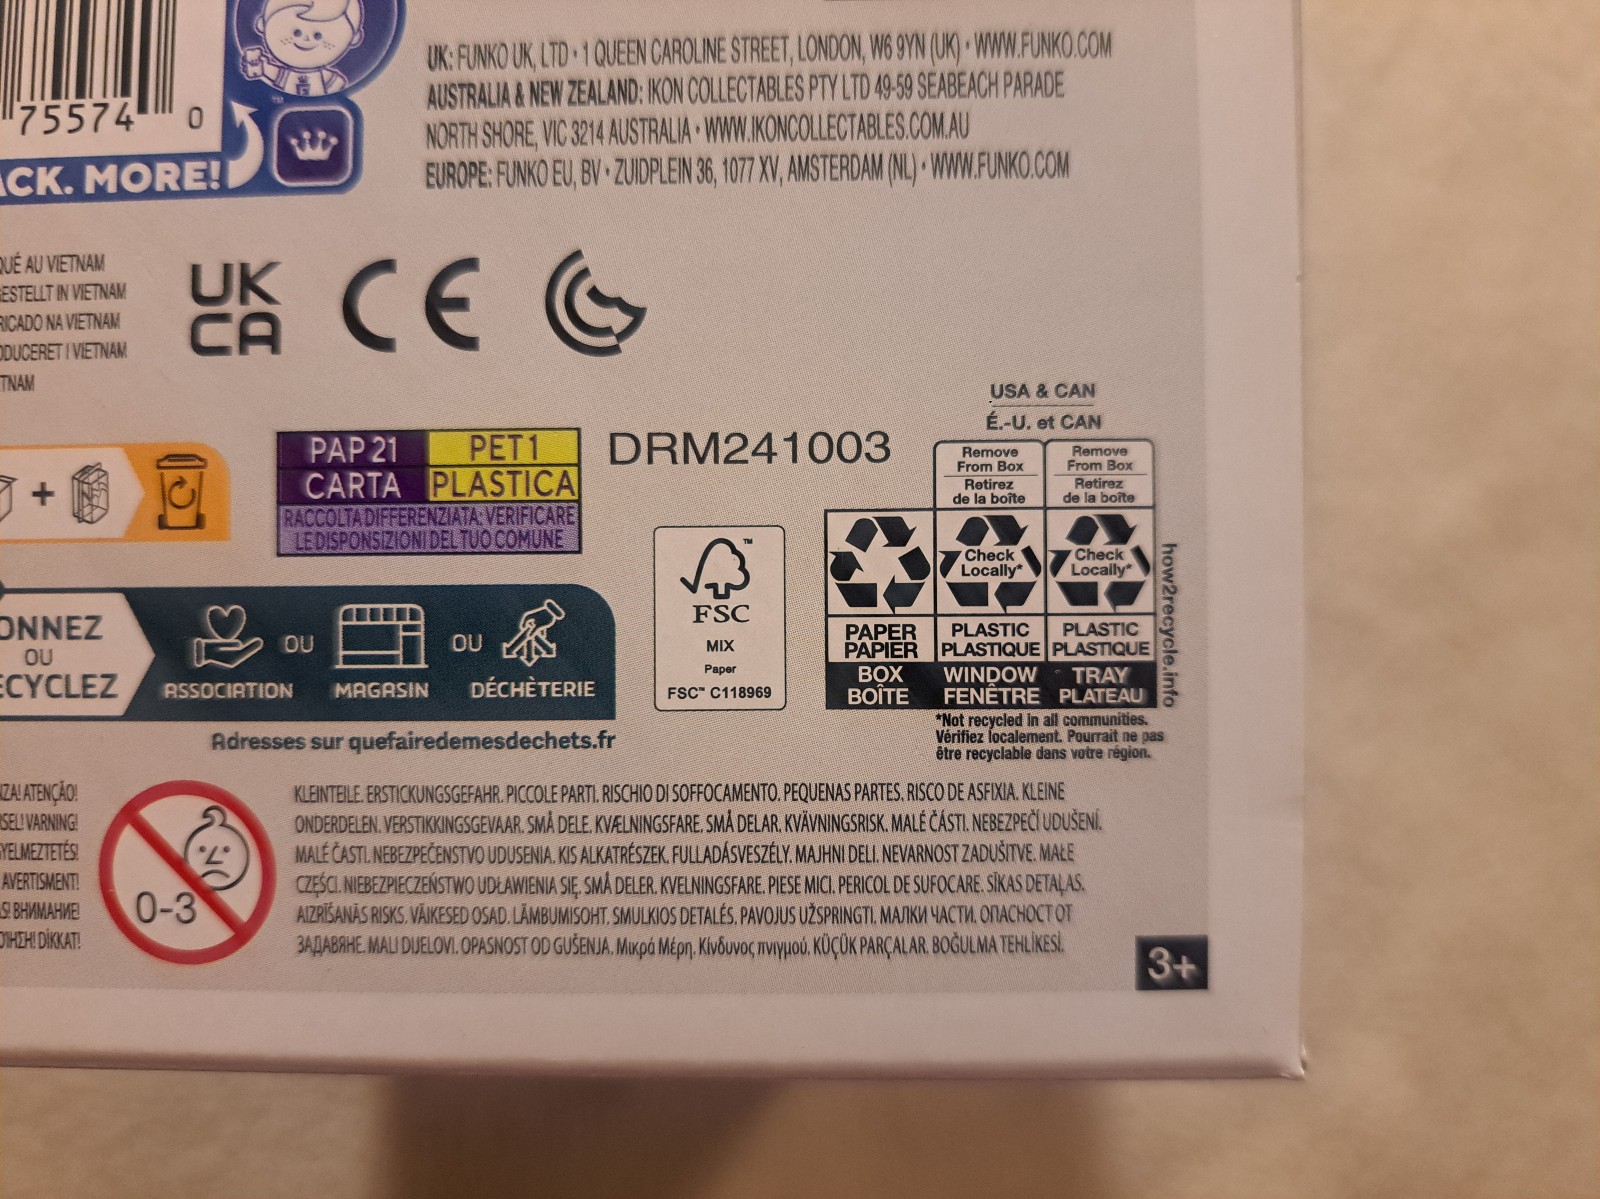 75574 0
ACK. MORE!
UK: FUNKO UK, LTD • 1 QUEEN CAROLINE STREET, LONDON, W6 9YN (UK) • WWW.FUNKO.COM
AUSTRALIA & NEW ZEALAND: IKON COLLECTABLES PTY LTD 49-59 SEABEACH PARADE
NORTH SHORE, VIC 3214 AUSTRALIA • WWW.IKONCOLLECTABLES.COM.AU
EUROPE: FUNKO EU, BV • ZUIDPLEIN 36, 1077 XV, AMSTERDAM (NL) • WWW.FUNKO.COM
QUÉ AU VIETNAM
GESTELLT IN VIETNAM
RICADO NA VIETNAM
ODUCERET I VIETNAM
TNAM
UK
CA
CE
USA & CAN
É.-U. et CAN
PAP 21
PET 1
CARTA
PLASTICA
RACCOLTA DIFFERENZIATA: VERIFICARE
LE DISPONSIZIONI DEL TUO COMUNE
DRM241003
Remove
From Box
Retirez
de la boîte
Remove
From Box
Retirez
de la boîte
Check
Locally*
Check
Locally*
PAPER
PAPIER
PLASTIC
PLASTIQUE
PLASTIC
PLASTIQUE
BOX
BOÎTE
WINDOW
FENÊTRE
TRAY
PLATEAU
how2recycle.info
*Not recycled in all communities.
Vérifiez localement. Pourrait ne pas
être recyclable dans votre région.
™
FSC
MIX
Paper
FSC™ C118969
+
ONNEZ
OU
ECYCLEZ
ASSOCIATION
OU
MAGASIN
OU
DÉCHÈTERIE
Adresses sur quefairedemesdechets.fr
NZA! ATENÇÃO!
RSEL! VARNING!
GYELMEZTETÉS!
AVERTISMENT!
AS! ВНИМАНИЕ!
ΟΊΗΣΗ! DİKKAT!
0-3
KLEINTEILE. ERSTICKUNGSGEFAHR. PICCOLE PARTI. RISCHIO DI SOFFOCAMENTO. PEQUENAS PARTES. RISCO DE ASFIXIA. KLEINE
ONDERDELEN. VERSTIKKINGSGEVAAR. SMÅ DELE. KVÆLNINGSFARE. SMÅ DELAR. KVÄVNINGSRISK. MALÉ ČÁSTI. NEBEZPEČÍ UDUŠENÍ.
MALÉ ČASTI. NEBEZPEČENSTVO UDUSENIA. KIS ALKATRÉSZEK. FULLADÁSVESZÉLY. MAJHNI DELI. NEVARNOST ZADUŠITVE. MAŁE
CZĘŚCI. NIEBEZPIECZEŃSTWO UDŁAWIENIA SIĘ. SMÅ DELER. KVELNINGSFARE. PIESE MICI. PERICOL DE SUFOCARE. SĪKAS DETAĻAS.
AIZRĪŠANĀS RISKS. VÄIKESED OSAD. LÄMBUMISOHT. SMULKIOS DETALĖS. PAVOJUS UŽSPRINGTI. МАЛКИ ЧАСТИ. ОПАСНОСТ ОТ
ЗАДАВЯНЕ. MALI DIJELOVI. OPASNOST OD GUŠENJA. Μικρά Μέρη. Κίνδυνος πνιγμού. KÜÇÜK PARÇALAR. BOĞULMA TEHLİKESİ.
3+